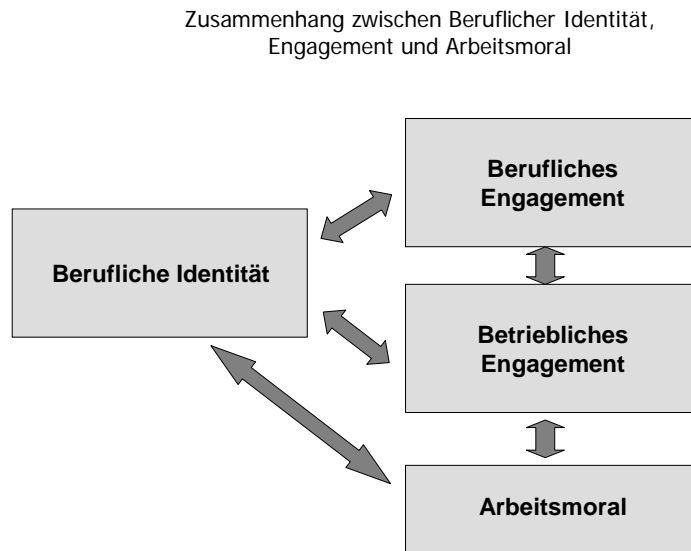 Zusammenhang zwischen Beruflicher Identität,
Engagement und Arbeitsmoral
Berufliches
Engagement
Berufliche Identität
Betriebliches
Engagement
Arbeitsmoral